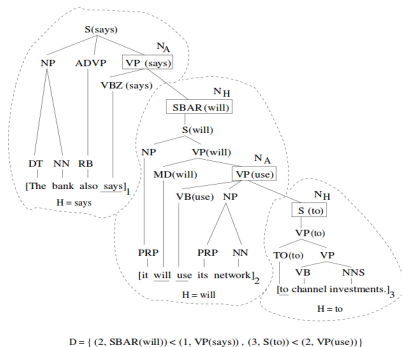 S(says)
N_A
NP ADVP VP (says)
VBZ (says)
N_H
SBAR(will)
S(will)
NP VP(will)
N_A
DT NN RB MD(will) VP(use)
[The bank also says]_1
H = says
VB(use) NP
N_H
S (to)
VP(to)
PRP PRP NN TO(to) VP
VB NNS
[it will use its network]_2
[to channel investments.]_3
H = will
H = to
D = { (2, SBAR(will)) < (1, VP(says)) , (3, S(to)) < (2, VP(use))}